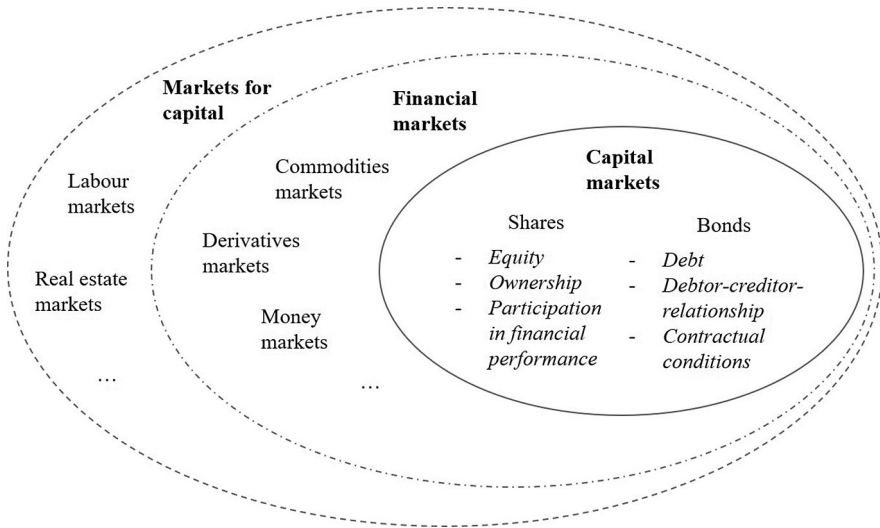 Markets for
capital
Labour
markets
Real estate
markets
…
Financial
markets
Commodities
markets
Derivatives
markets
Money
markets
…
Capital
markets
Shares
- Equity
- Ownership
- Participation
in financial
performance
Bonds
- Debt
- Debtor-creditor-
relationship
- Contractual
conditions